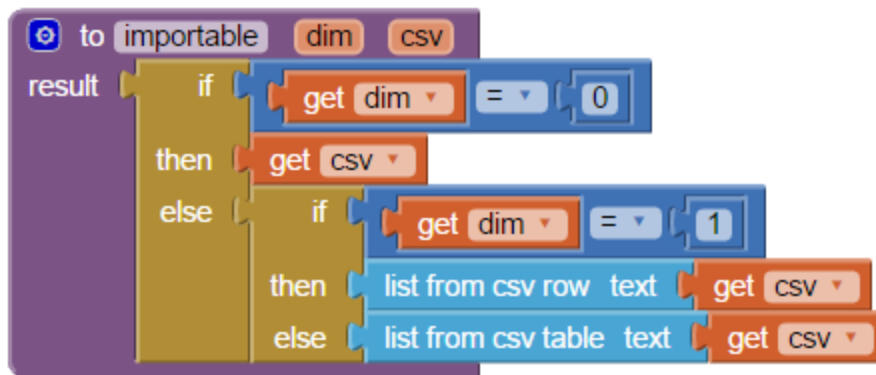 to importable dim csv
result if get dim = 0
then get csv
else if get dim = 1
then list from csv row text get csv
else list from csv table text get csv